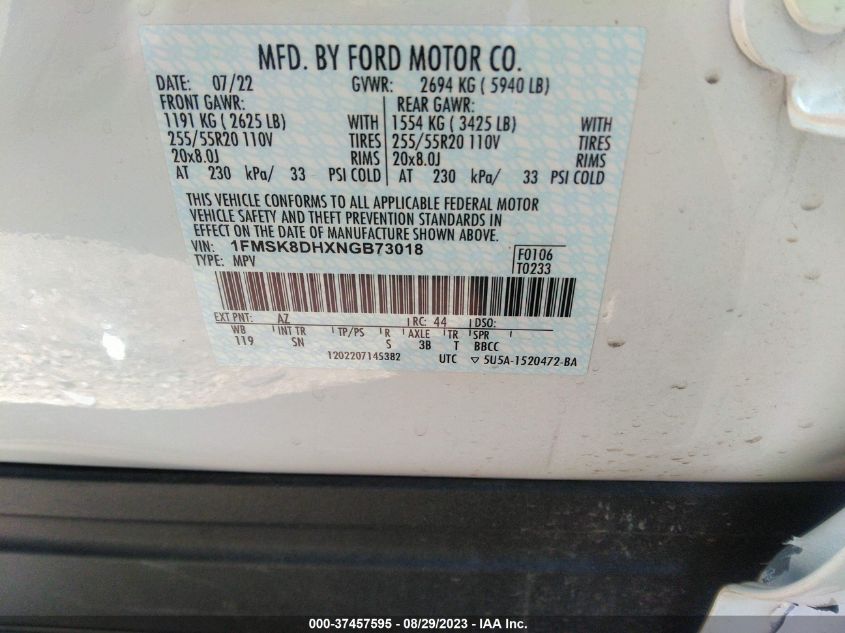 MFD. BY FORD MOTOR CO.
DATE: 07/22 GVWR: 2694 KG ( 5940 LB)
FRONT GAWR: REAR GAWR:
1191 KG ( 2625 LB) WITH 1554 KG ( 3425 LB) WITH
255/55R20 110V TIRES 255/55R20 110V TIRES
20x8.0J RIMS 20x8.0J RIMS
AT 230 kPa/ 33 PSI COLD AT 230 kPa/ 33 PSI COLD
THIS VEHICLE CONFORMS TO ALL APPLICABLE FEDERAL MOTOR
VEHICLE SAFETY AND THEFT PREVENTION STANDARDS IN
EFFECT ON THE DATE OF MANUFACTURE SHOWN ABOVE.
VIN: 1FMSK8DHXNGB73018 F0106
TYPE: MPV T0233
EXT PNT: AZ RC: 44 DSO:
WB INT TR TP/PS R AXLE TR SPR
119 SN S 3B T BBCC
1202207145382 UTC ▽ 5U5A-1520472-BA
000-37457595 - 08/29/2023 - IAA Inc.